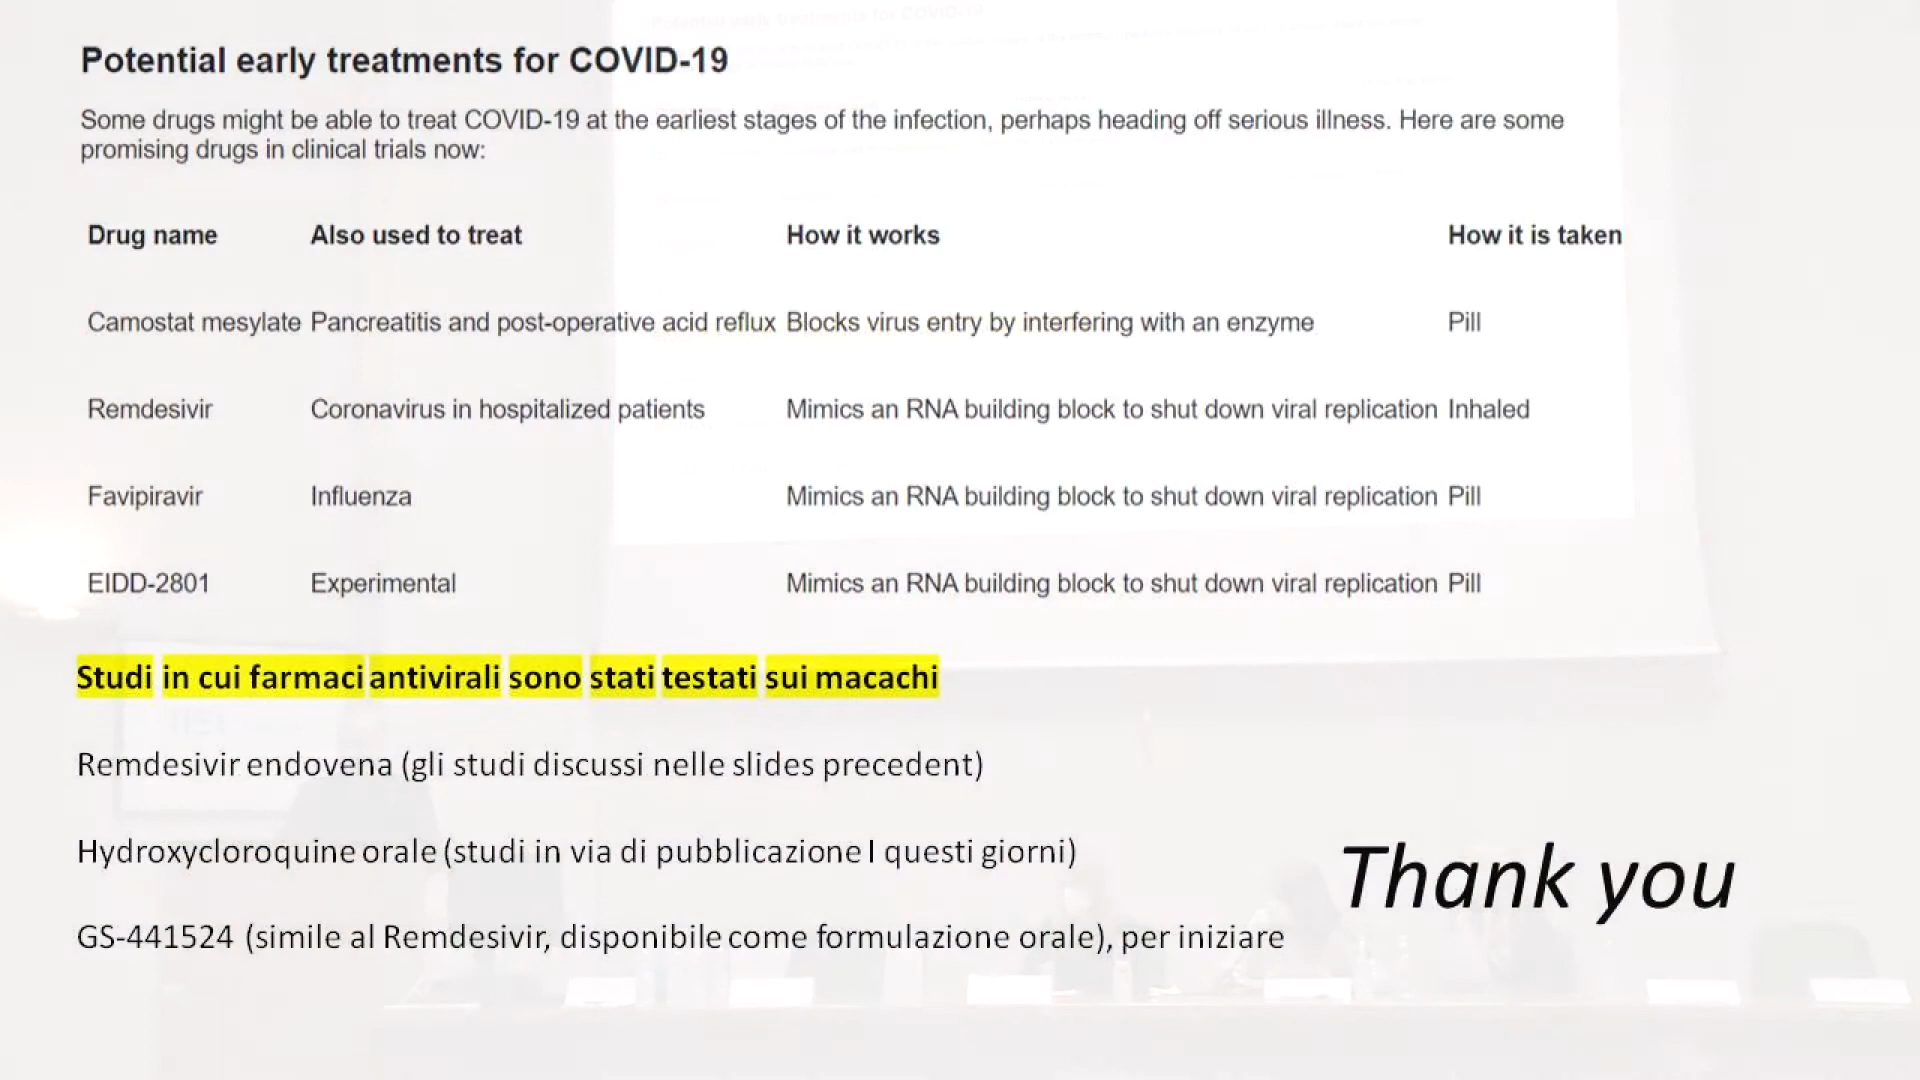 Potential early treatments for COVID-19
Some drugs might be able to treat COVID-19 at the earliest stages of the infection, perhaps heading off serious illness. Here are some
promising drugs in clinical trials now:
Drug name Also used to treat How it works How it is taken
Camostat mesylate Pancreatitis and post-operative acid reflux Blocks virus entry by interfering with an enzyme Pill
Remdesivir Coronavirus in hospitalized patients Mimics an RNA building block to shut down viral replication Inhaled
Favipiravir Influenza Mimics an RNA building block to shut down viral replication Pill
EIDD-2801 Experimental Mimics an RNA building block to shut down viral replication Pill
Studi in cui farmaci antivirali sono stati testati sui macachi
Remdesivir endovena (gli studi discussi nelle slides precedent)
Hydroxycloroquine orale (studi in via di pubblicazione I questi giorni)
Thank you
GS-441524 (simile al Remdesivir, disponibile come formulazione orale), per iniziare